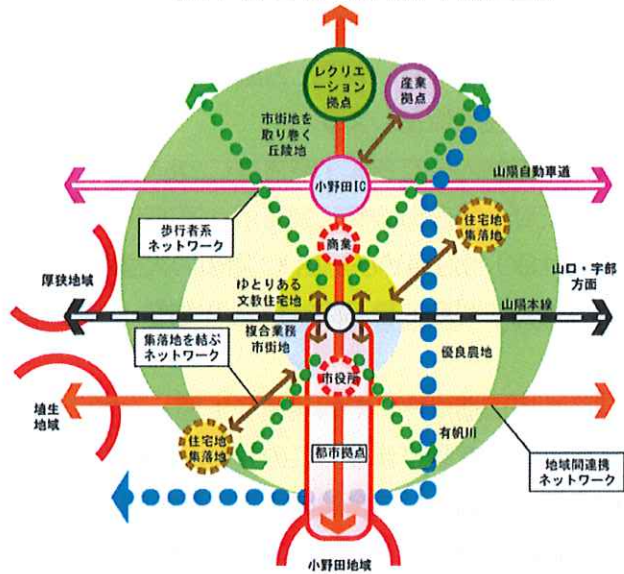 レクリ
エーション
拠点
産業
拠点
市街地を
取り巻く
丘陵地
山陽自動車道
小野田IC
住宅地
集落地
歩行者系
ネットワーク
商業
厚狭地域
ゆとりある
文教住宅地
山口・宇部
方面
山陽本線
複合業務
市街地
集落地を結ぶ
ネットワーク
優良農地
市役所
埴生
地域
住宅地
集落地
都市拠点
有帆川
地域間連携
ネットワーク
小野田地域